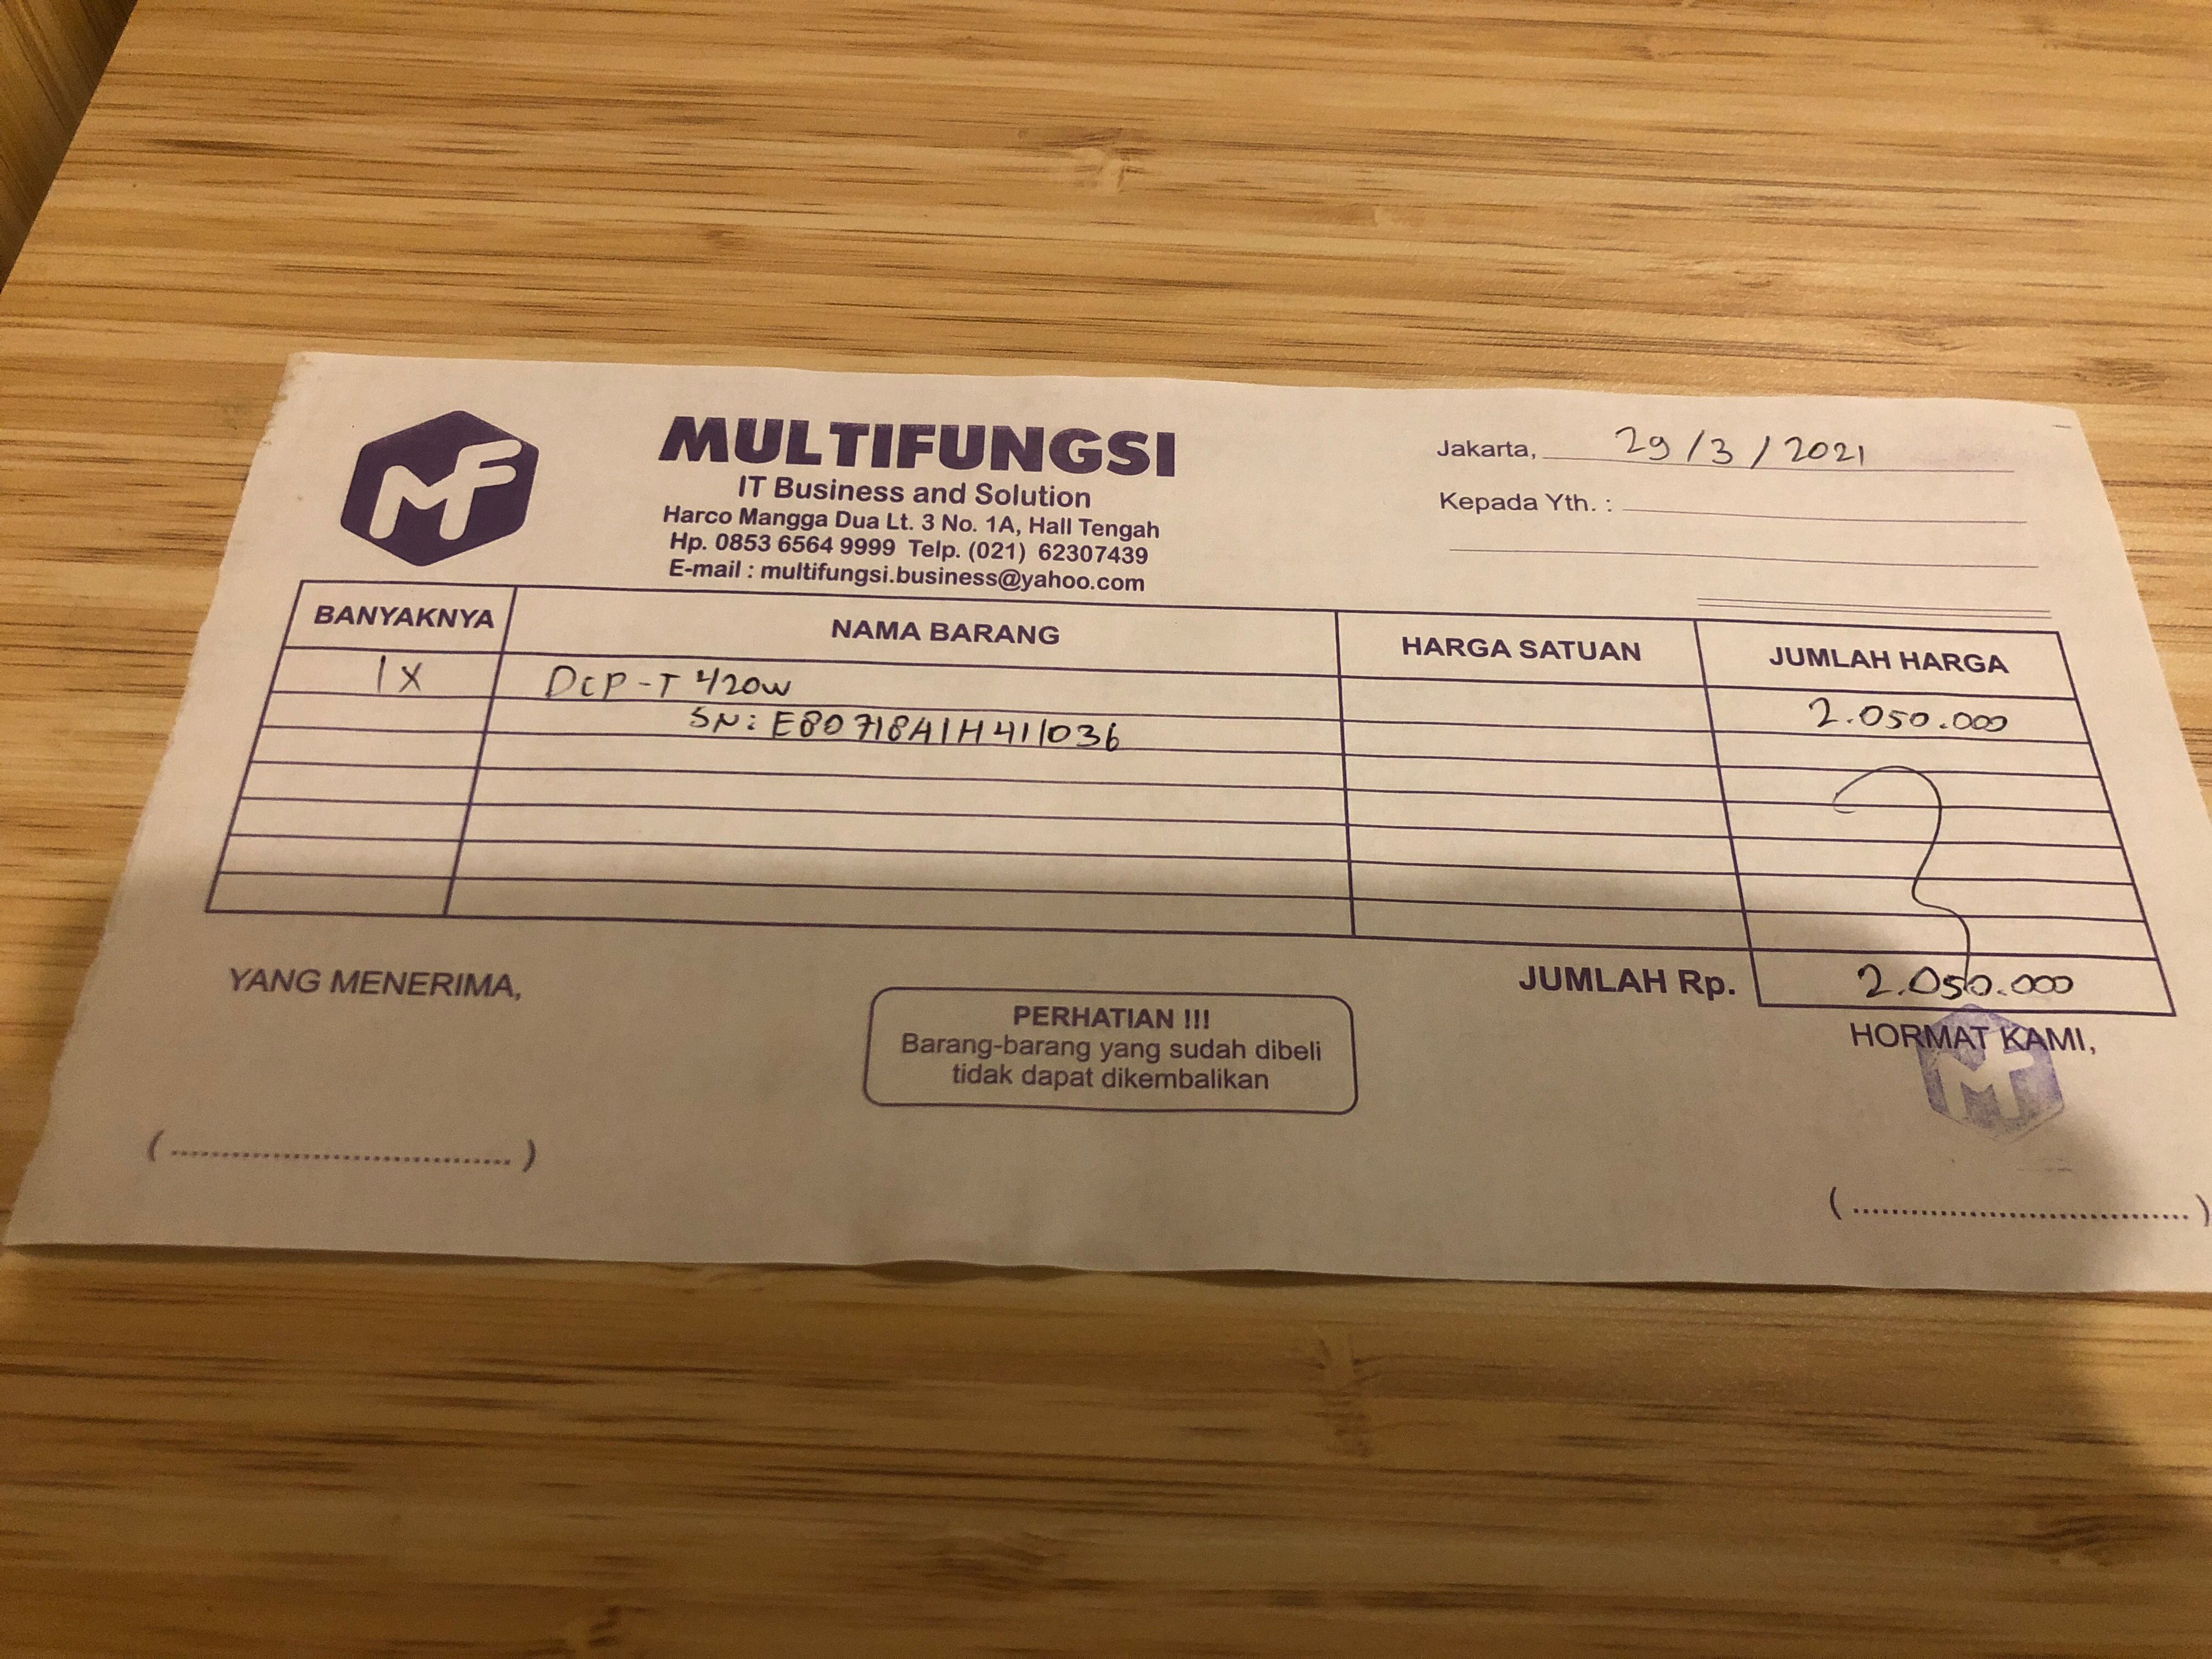 MF
MULTIFUNGSI
IT Business and Solution
Harco Mangga Dua Lt. 3 No. 1A, Hall Tengah
Hp. 0853 6564 9999 Telp. (021) 62307439
E-mail : multifungsi.business@yahoo.com
Jakarta, 29/3/2021
Kepada Yth. :
BANYAKNYA NAMA BARANG HARGA SATUAN JUMLAH HARGA
1X DCP-T 420W 2.050.000
SN: E80718A1H411036
JUMLAH Rp. 2.050.000
YANG MENERIMA,
PERHATIAN !!!
Barang-barang yang sudah dibeli
tidak dapat dikembalikan
HORMAT KAMI,
MF
(..................................)
(..................................)